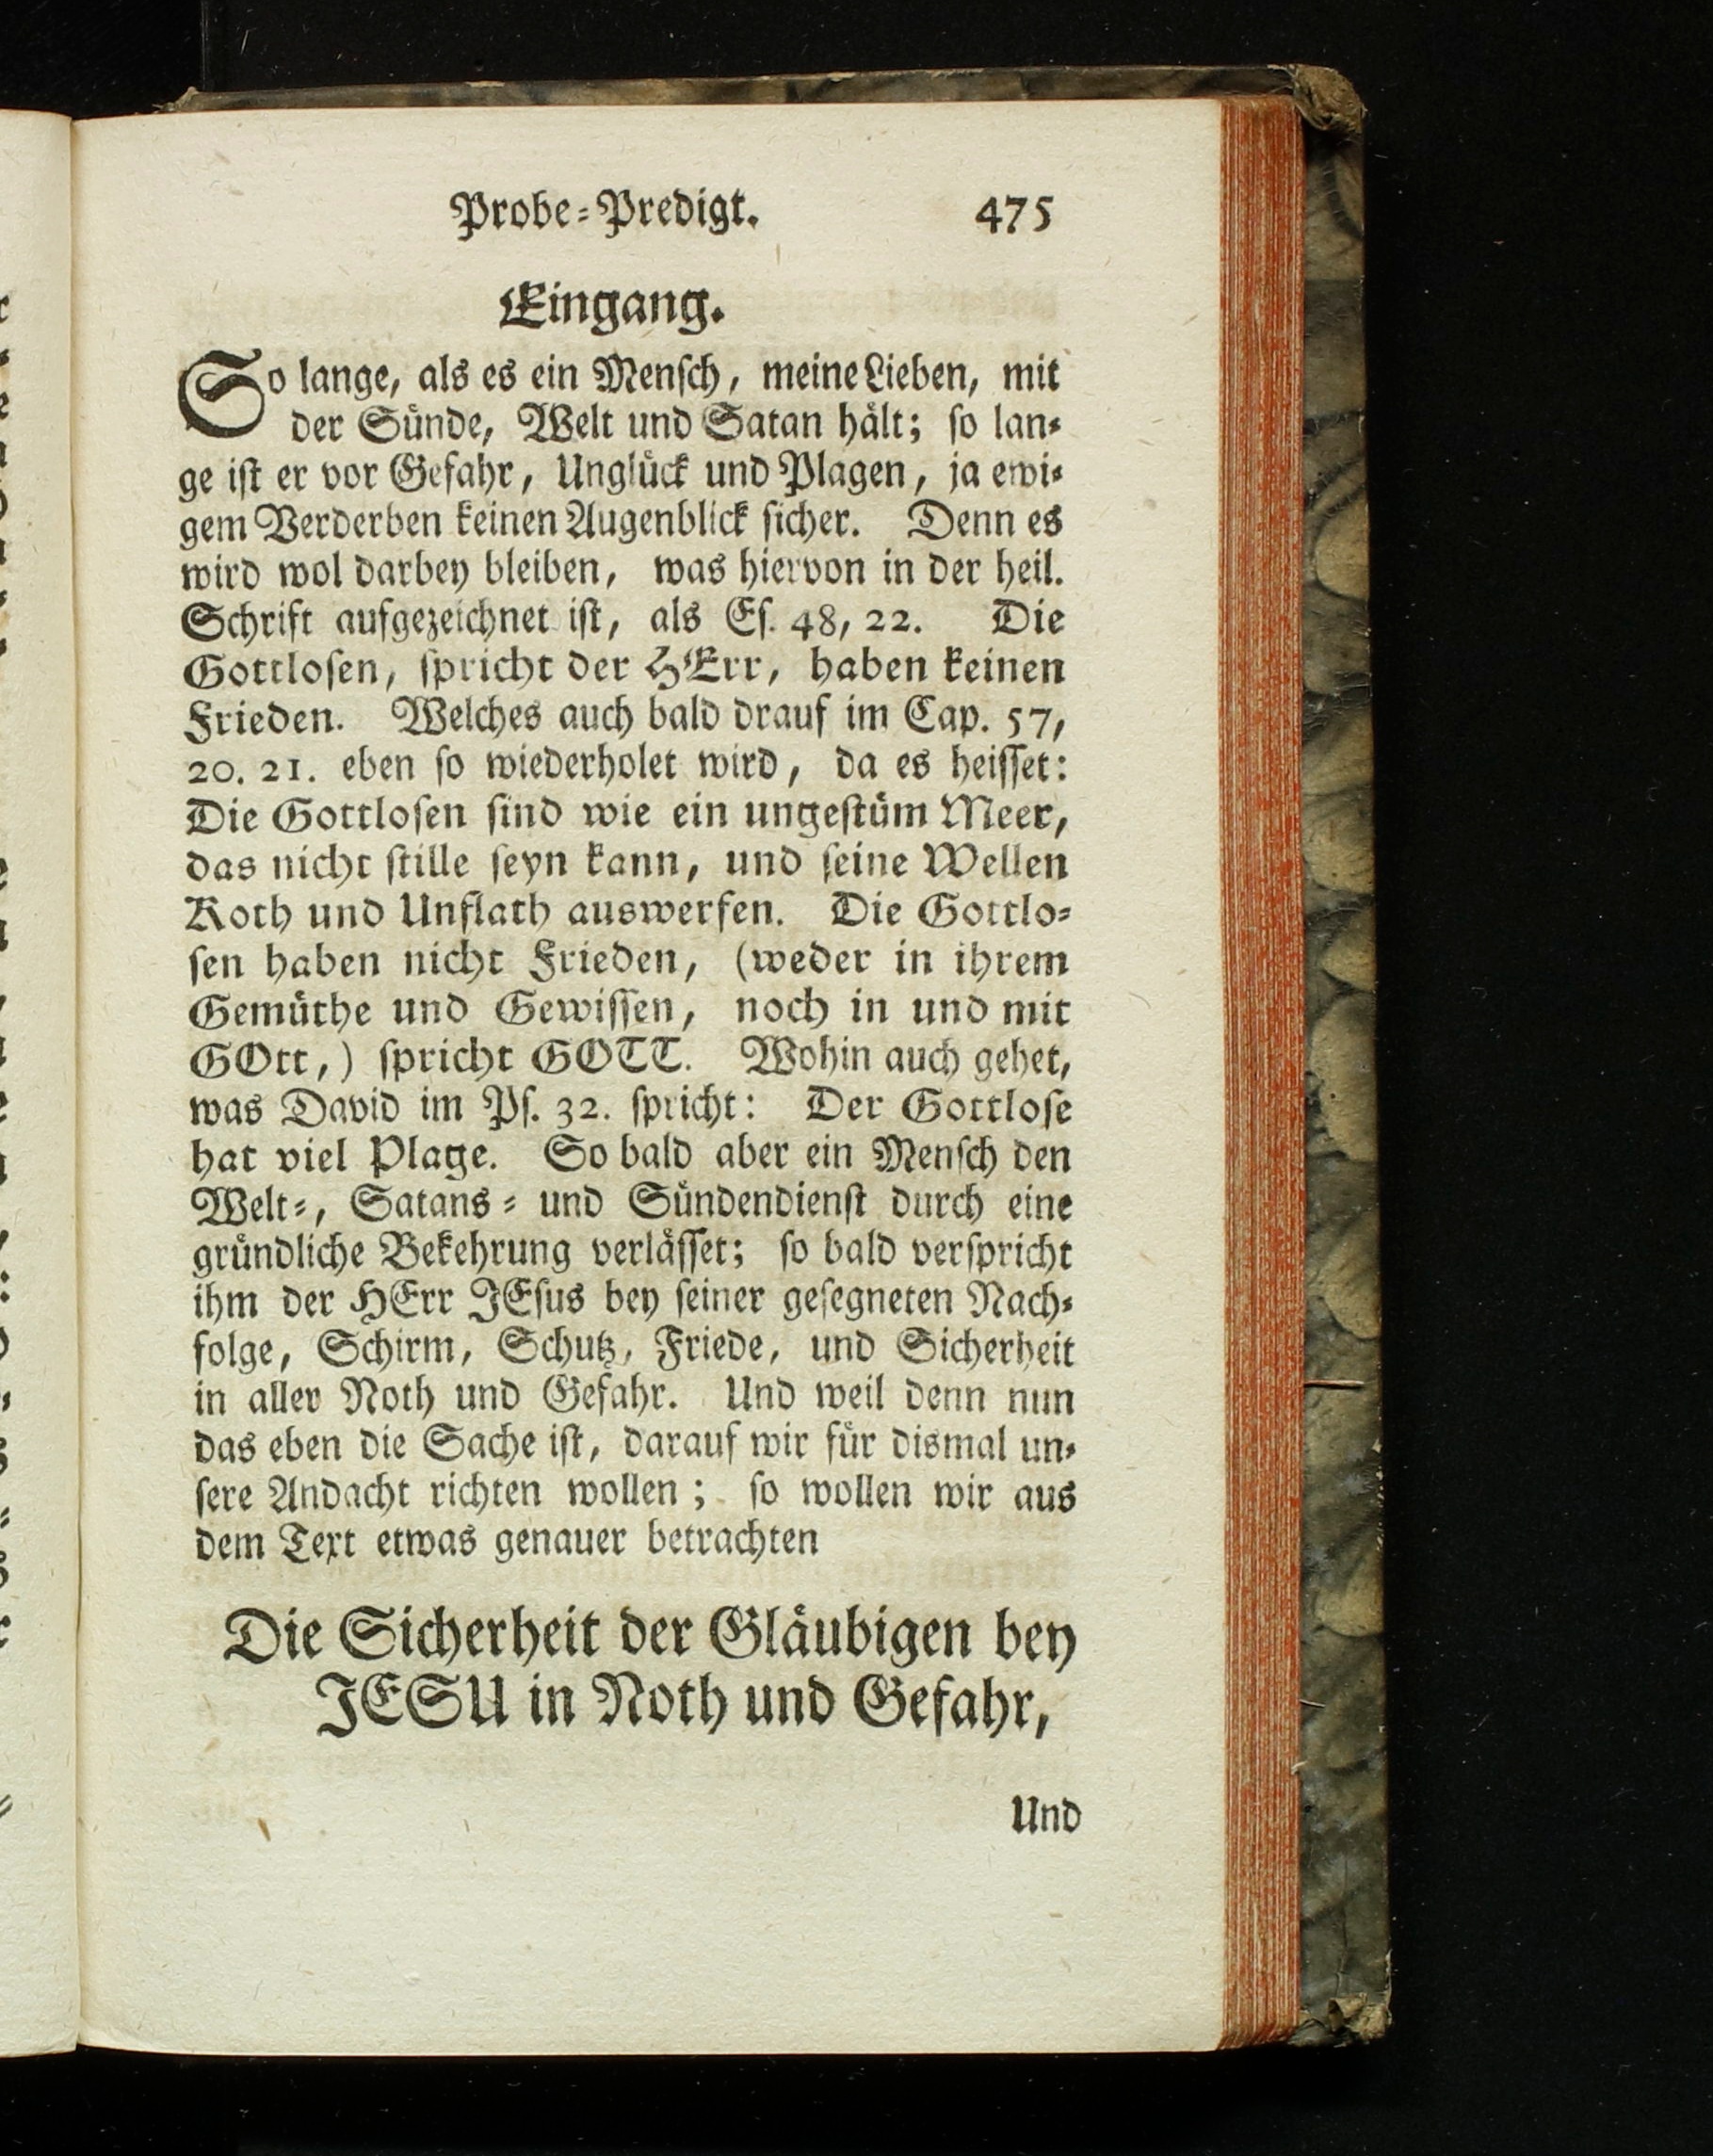 Probe-Predigt. 475
Eingang.
So lange, als es ein Menſch, meine Lieben, mit
der Sünde, Welt und Satan hält; ſo lan-
ge iſt er vor Gefahr, Unglück und Plagen, ja ewi-
gem Verderben keinen Augenblick ſicher. Denn es
wird wol darbey bleiben, was hiervon in der heil.
Schrift aufgezeichnet iſt, als Eſ. 48, 22. Die
Gottloſen, ſpricht der HErr, haben keinen
Frieden. Welches auch bald drauf im Cap. 57,
20. 21. eben ſo wiederholet wird, da es heiſſet:
Die Gottloſen ſind wie ein ungeſtüm Meer,
das nicht ſtille ſeyn kann, und ſeine Wellen
Koth und Unflath auswerfen. Die Gottlo-
ſen haben nicht Frieden, (weder in ihrem
Gemüthe und Gewiſſen, noch in und mit
GOtt,) ſpricht GOTT. Wohin auch gehet,
was David im Pſ. 32. ſpricht: Der Gottloſe
hat viel Plage. So bald aber ein Menſch den
Welt-, Satans- und Sündendienſt durch eine
gründliche Bekehrung verläſſet; ſo bald verſpricht
ihm der HErr JEſus bey ſeiner geſegneten Nach-
folge, Schirm, Schutz, Friede, und Sicherheit
in aller Noth und Gefahr. Und weil denn nun
das eben die Sache iſt, darauf wir für dismal un-
ſere Andacht richten wollen; ſo wollen wir aus
dem Text etwas genauer betrachten
Die Sicherheit der Gläubigen bey
JESU in Noth und Gefahr,
Und